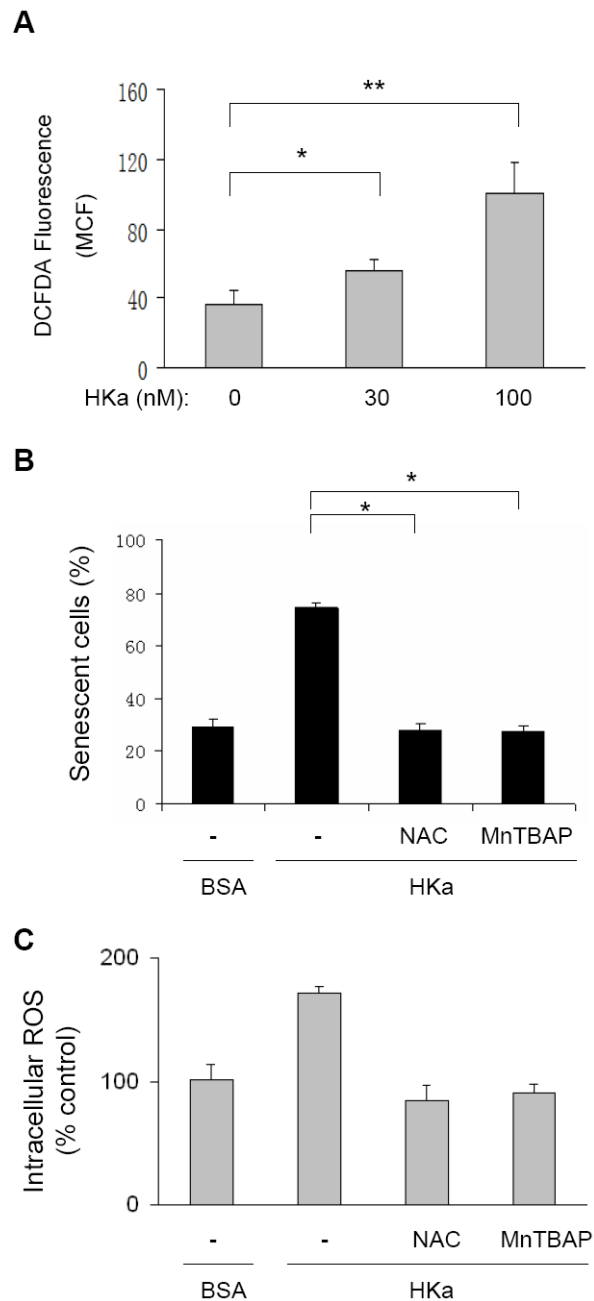 A
DCFDA Fluorescence
(MCF)
160
120
80
40
0
*
**
HKa (nM): 0 30 100
B
Senescent cells (%)
100
80
60
40
20
0
*
*
- - NAC MnTBAP
BSA HKa
C
Intracellular ROS
(% control)
200
100
0
- - NAC MnTBAP
BSA HKa